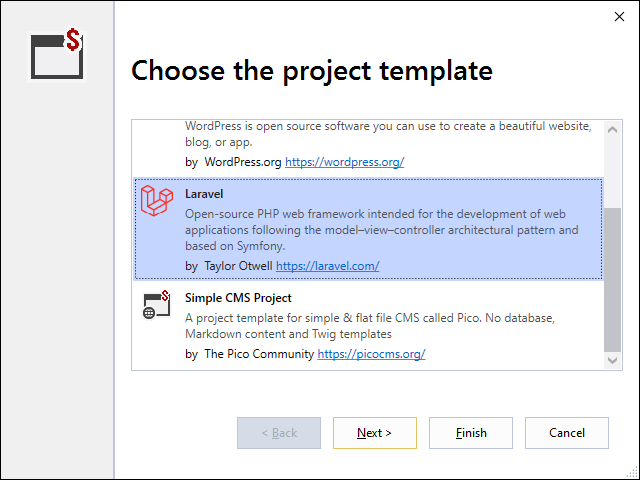 $
Choose the project template
WordPress is open source software you can use to create a beautiful website,
blog, or app.
by WordPress.org https://wordpress.org/
Laravel
Open-source PHP web framework intended for the development of web
applications following the model–view–controller architectural pattern and
based on Symfony.
by Taylor Otwell https://laravel.com/
$
Simple CMS Project
A project template for simple & flat file CMS called Pico. No database,
Markdown content and Twig templates
by The Pico Community https://picocms.org/
< Back
Next >
Finish
Cancel